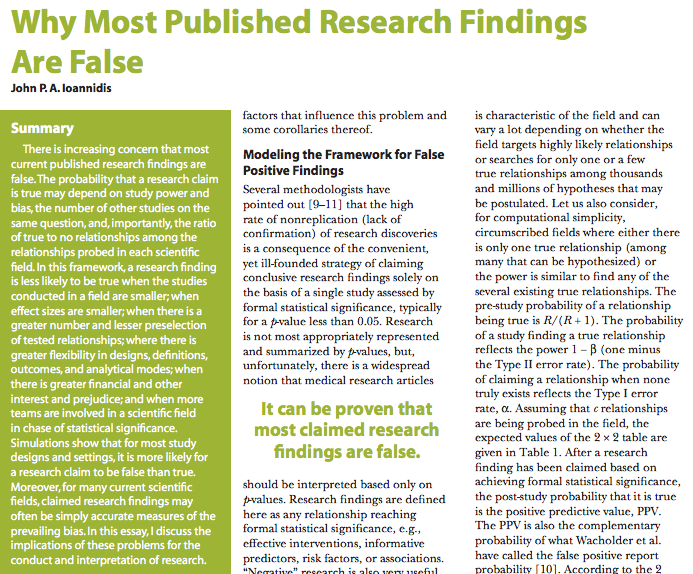 Why Most Published Research Findings
Are False
John P. A. Ioannidis
Summary
There is increasing concern that most
current published research findings are
false. The probability that a research claim
is true may depend on study power and
bias, the number of other studies on the
same question, and, importantly, the ratio
of true to no relationships among the
relationships probed in each scientific
field. In this framework, a research finding
is less likely to be true when the studies
conducted in a field are smaller; when
effect sizes are smaller; when there is a
greater number and lesser preselection
of tested relationships; where there is
greater flexibility in designs, definitions,
outcomes, and analytical modes; when
there is greater financial and other
interest and prejudice; and when more
teams are involved in a scientific field
in chase of statistical significance.
Simulations show that for most study
designs and settings, it is more likely for
a research claim to be false than true.
Moreover, for many current scientific
fields, claimed research findings may
often be simply accurate measures of the
prevailing bias. In this essay, I discuss the
implications of these problems for the
conduct and interpretation of research.
factors that influence this problem and
some corollaries thereof.
Modeling the Framework for False
Positive Findings
Several methodologists have
pointed out [9–11] that the high
rate of nonreplication (lack of
confirmation) of research discoveries
is a consequence of the convenient,
yet ill-founded strategy of claiming
conclusive research findings solely on
the basis of a single study assessed by
formal statistical significance, typically
for a p-value less than 0.05. Research
is not most appropriately represented
and summarized by p-values, but,
unfortunately, there is a widespread
notion that medical research articles
It can be proven that
most claimed research
findings are false.
should be interpreted based only on
p-values. Research findings are defined
here as any relationship reaching
formal statistical significance, e.g.,
effective interventions, informative
predictors, risk factors, or associations.
“Negative” research is also very useful.
is characteristic of the field and can
vary a lot depending on whether the
field targets highly likely relationships
or searches for only one or a few
true relationships among thousands
and millions of hypotheses that may
be postulated. Let us also consider,
for computational simplicity,
circumscribed fields where either there
is only one true relationship (among
many that can be hypothesized) or
the power is similar to find any of the
several existing true relationships. The
pre-study probability of a relationship
being true is R/(R + 1). The probability
of a study finding a true relationship
reflects the power 1 − β (one minus
the Type II error rate). The probability
of claiming a relationship when none
truly exists reflects the Type I error
rate, α. Assuming that c relationships
are being probed in the field, the
expected values of the 2 × 2 table are
given in Table 1. After a research
finding has been claimed based on
achieving formal statistical significance,
the post-study probability that it is true
is the positive predictive value, PPV.
The PPV is also the complementary
probability of what Wacholder et al.
have called the false positive report
probability [10]. According to the 2